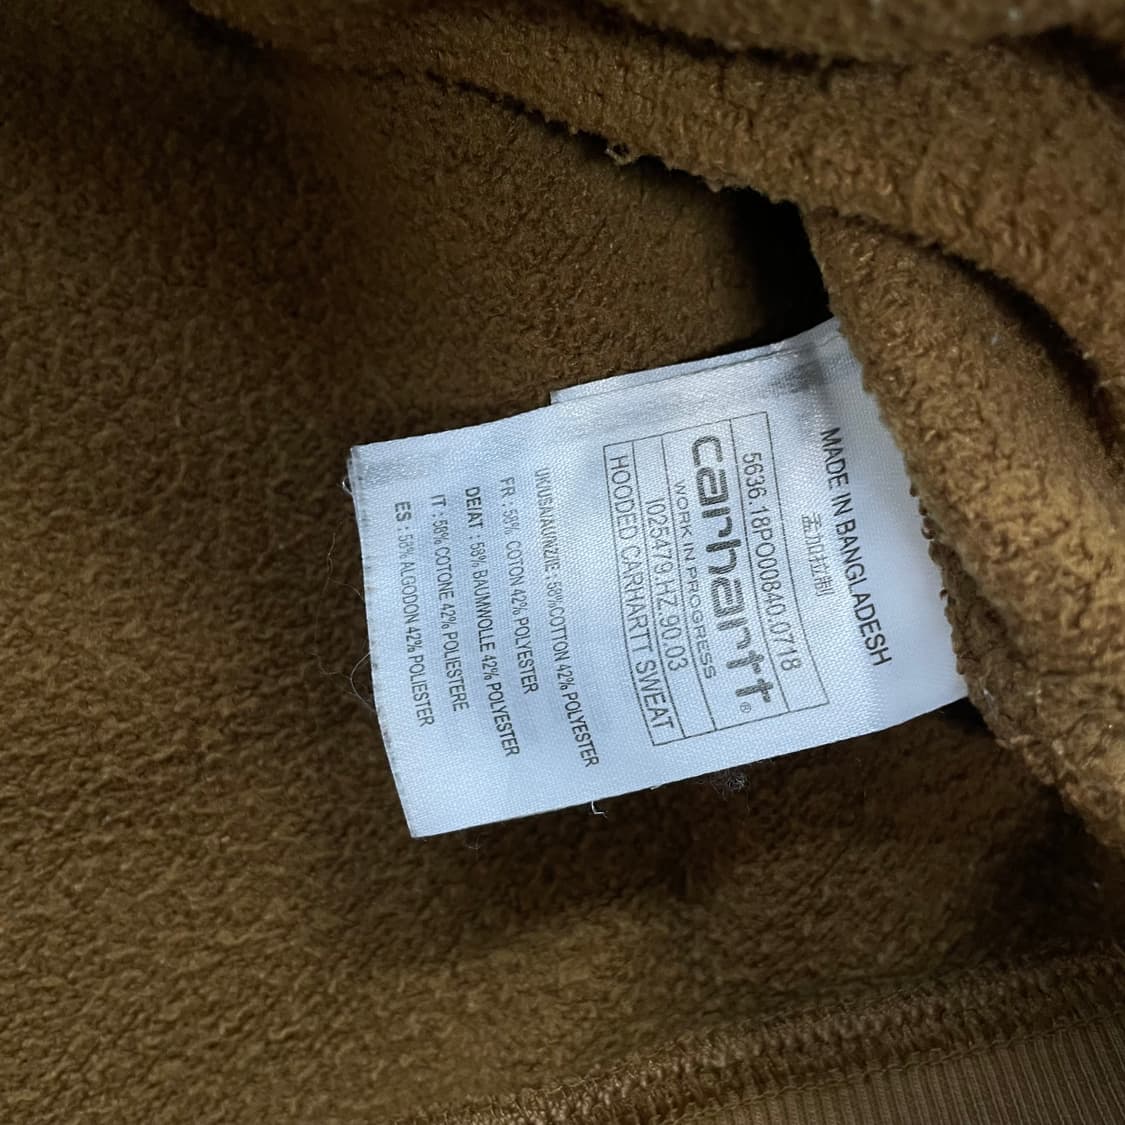 MADE IN BANGLADESH
孟加拉制
5636.18PO00840.0718
carhartt®
WORK IN PROGRESS
I025479.HZ.90.03
HOODED CARHARTT SWEAT
UK/USA/AUN/ZIE : 58%COTTON 42% POLYESTER
FR : 58% COTON 42% POLYESTER
DE/AT : 58% BAUMWOLLE 42% POLYESTER
IT : 58% COTONE 42% POLIESTERE
ES : 58% ALGODON 42% POLIESTER